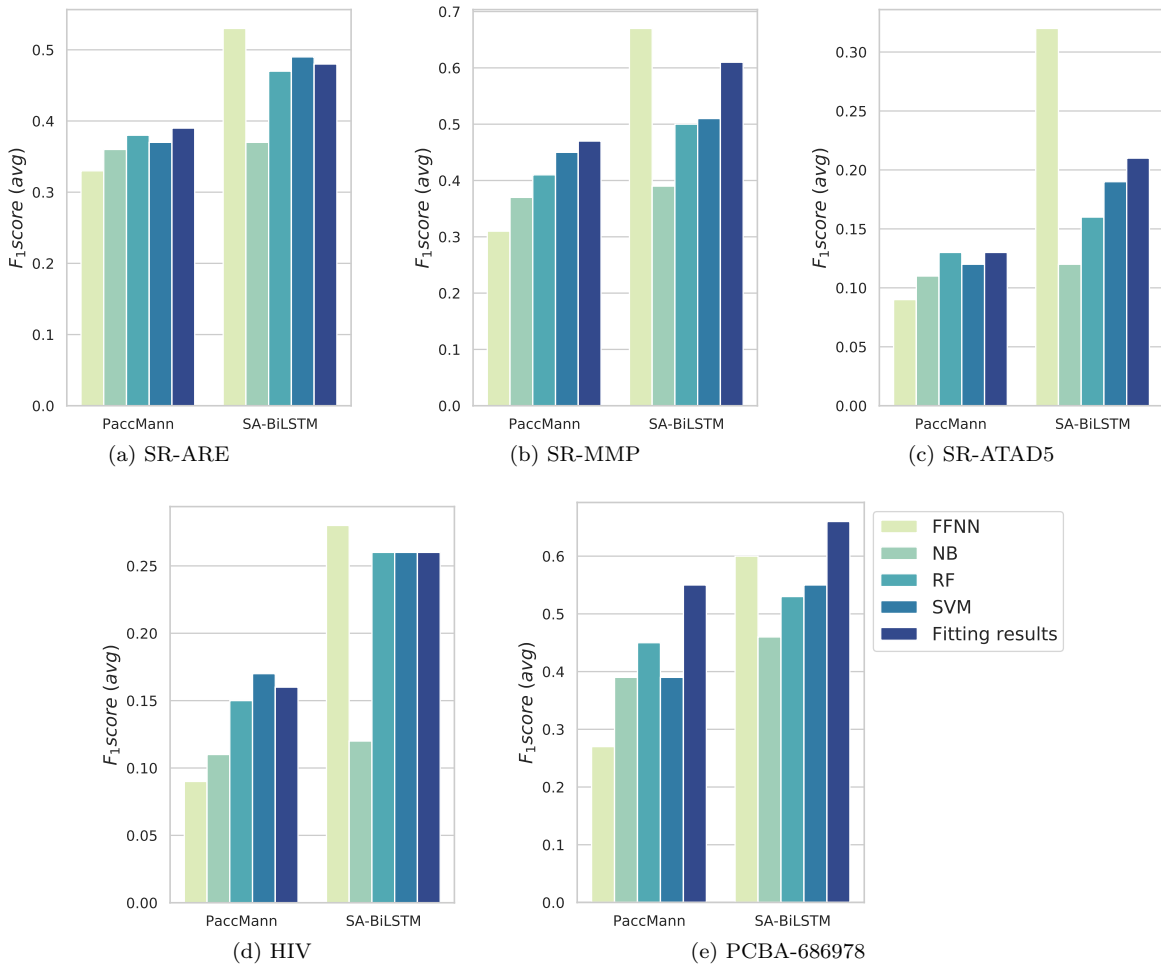 0.5
0.4
0.3
0.2
0.1
0.0
F1score (avg)
PaccMann SA-BiLSTM
(a) SR-ARE
0.7
0.6
0.5
0.4
0.3
0.2
0.1
0.0
F1score (avg)
PaccMann SA-BiLSTM
(b) SR-MMP
0.30
0.25
0.20
0.15
0.10
0.05
0.00
F1score (avg)
PaccMann SA-BiLSTM
(c) SR-ATAD5
0.25
0.20
0.15
0.10
0.05
0.00
F1score (avg)
PaccMann SA-BiLSTM
(d) HIV
0.6
0.5
0.4
0.3
0.2
0.1
0.0
F1score (avg)
PaccMann SA-BiLSTM
(e) PCBA-686978
FFNN
NB
RF
SVM
Fitting results